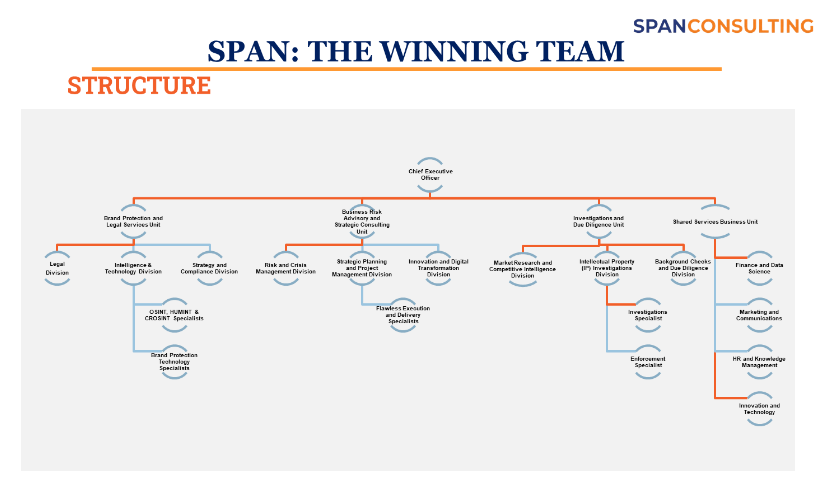 SPANCONSULTING
SPAN: THE WINNING TEAM
STRUCTURE
Chief Executive
Officer
Brand Protection and
Legal Services Unit
Business Risk
Advisory and
Strategic Consulting
Unit
Investigations and
Due Diligence Unit
Shared Services Business Unit
Legal
Division
Intelligence &
Technology Division
Strategy and
Compliance Division
Risk and Crisis
Management Division
Strategic Planning
and Project
Management Division
Innovation and Digital
Transformation
Division
Market Research and
Competitive Intelligence
Division
Intellectual Property
(IP) Investigations
Division
Background Checks
and Due Diligence
Division
Finance and Data
Science
OSINT, HUMINT &
CROSINT Specialists
Flawless Execution
and Delivery
Specialists
Investigations
Specialist
Marketing and
Communications
Brand Protection
Technology
Specialists
Enforcement
Specialist
HR and Knowledge
Management
Innovation and
Technology